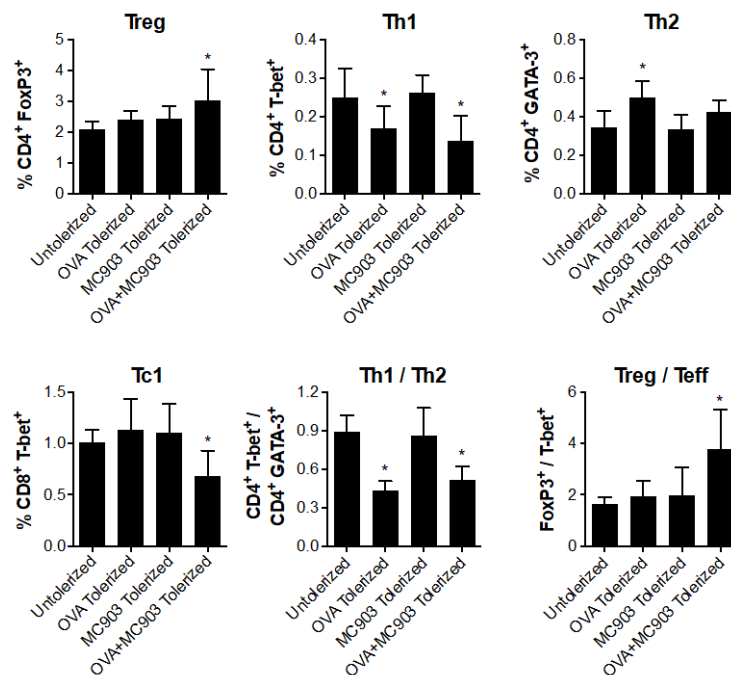 Treg
% CD4⁺ FoxP3⁺
5
4
3
2
1
0
*
Untolerized
OVA Tolerized
MC903 Tolerized
OVA+MC903 Tolerized
Th1
% CD4⁺ T-bet⁺
0.4
0.3
0.2
0.1
0.0
*
*
Untolerized
OVA Tolerized
MC903 Tolerized
OVA+MC903 Tolerized
Th2
% CD4⁺ GATA-3⁺
0.8
0.6
0.4
0.2
0.0
*
Untolerized
OVA Tolerized
MC903 Tolerized
OVA+MC903 Tolerized
Tc1
% CD8⁺ T-bet⁺
1.5
1.0
0.5
0.0
*
Untolerized
OVA Tolerized
MC903 Tolerized
OVA+MC903 Tolerized
Th1 / Th2
CD4⁺ T-bet⁺ /
CD4⁺ GATA-3⁺
1.2
0.9
0.6
0.3
0.0
*
*
Untolerized
OVA Tolerized
MC903 Tolerized
OVA+MC903 Tolerized
Treg / Teff
FoxP3⁺ / T-bet⁺
6
4
2
0
*
Untolerized
OVA Tolerized
MC903 Tolerized
OVA+MC903 Tolerized